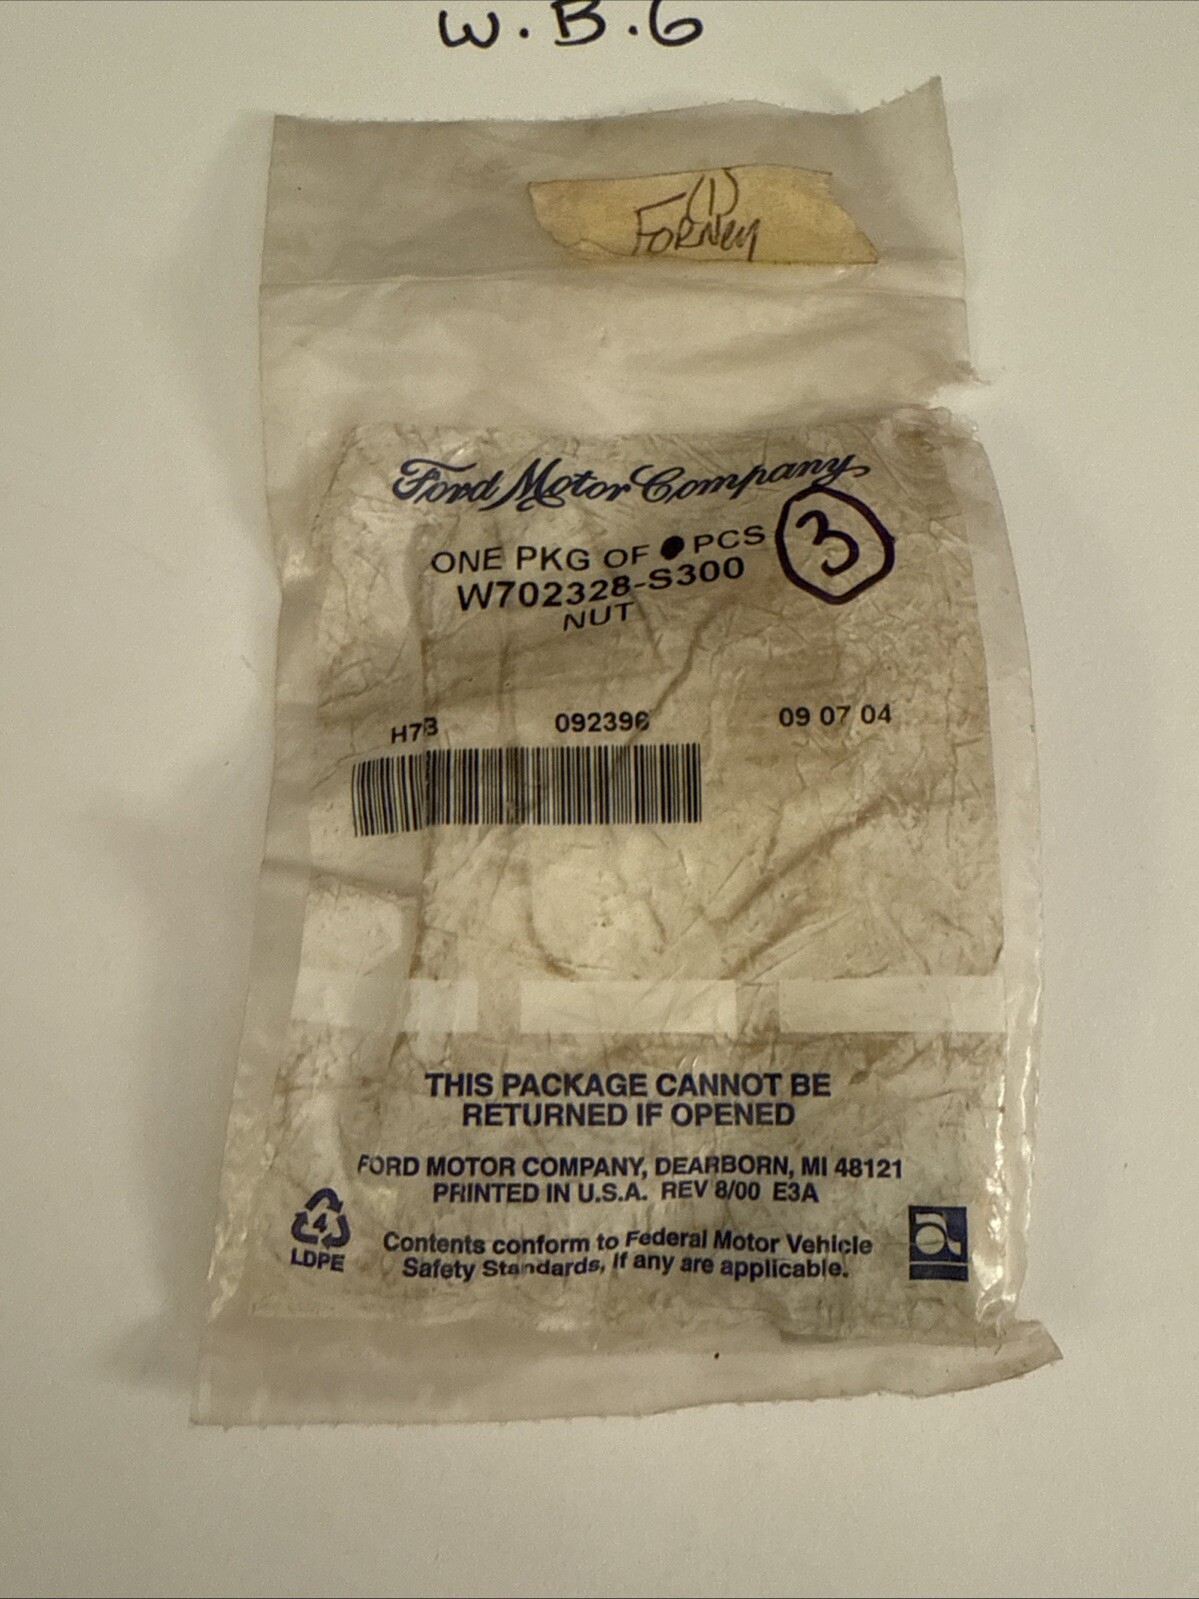 W.B.6
(1)
FORNey
Ford Motor Company
ONE PKG OF PCS
3
W702328-S300
NUT
H7B 092396 09 07 04
THIS PACKAGE CANNOT BE
RETURNED IF OPENED
FORD MOTOR COMPANY, DEARBORN, MI 48121
PRINTED IN U.S.A. REV 8/00 E3A
4
LDPE
Contents conform to Federal Motor Vehicle
Safety Standards, if any are applicable.